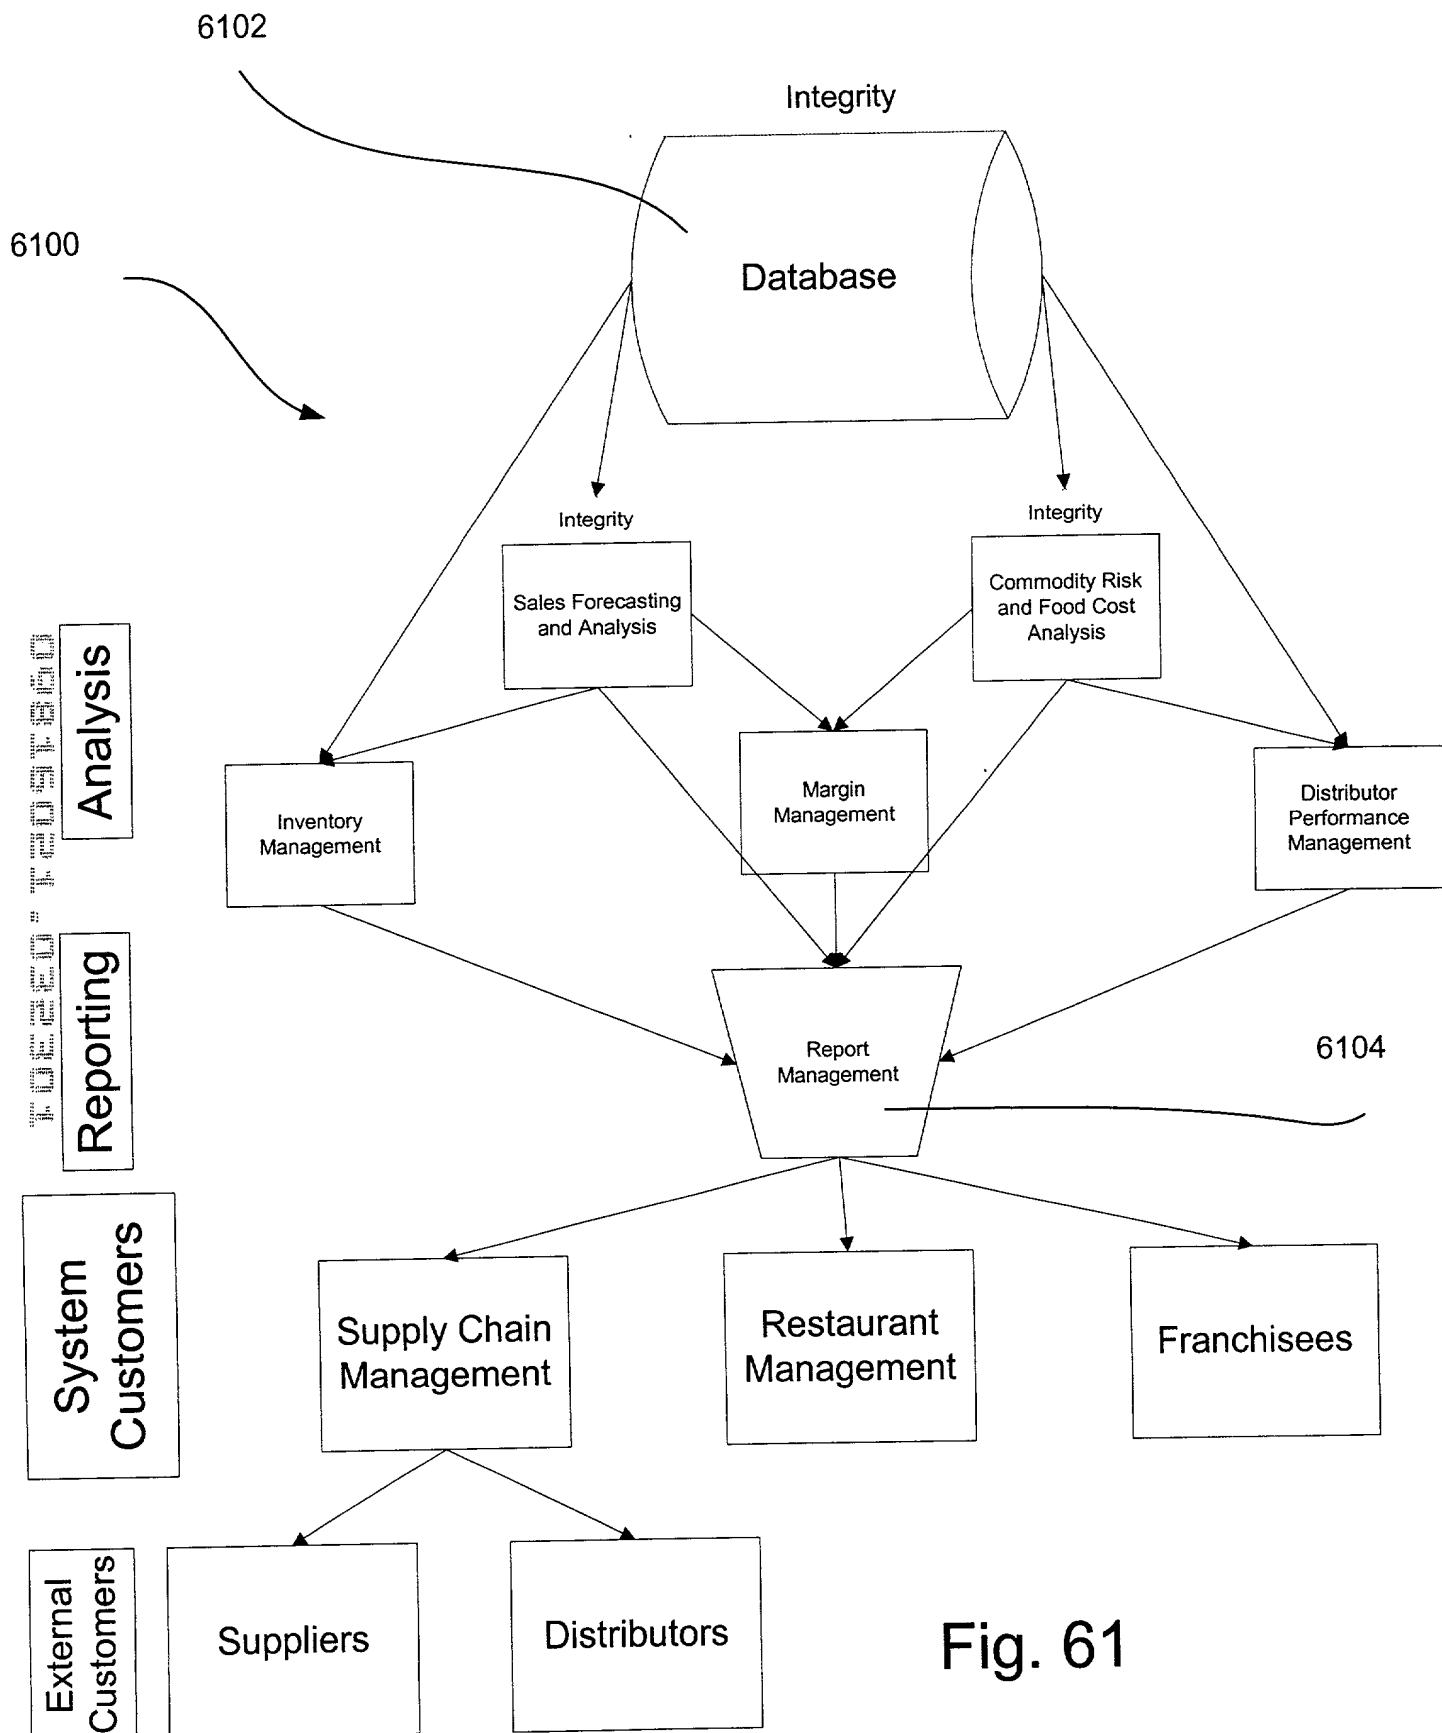 6102
Integrity
6100
Database
Integrity
Integrity
Sales Forecasting
and Analysis
Commodity Risk
and Food Cost
Analysis
Analysis
Inventory
Management
Margin
Management
Distributor
Performance
Management
Reporting
Report
Management
6104
System
Customers
Supply Chain
Management
Restaurant
Management
Franchisees
External
Customers
Suppliers
Distributors
Fig. 61